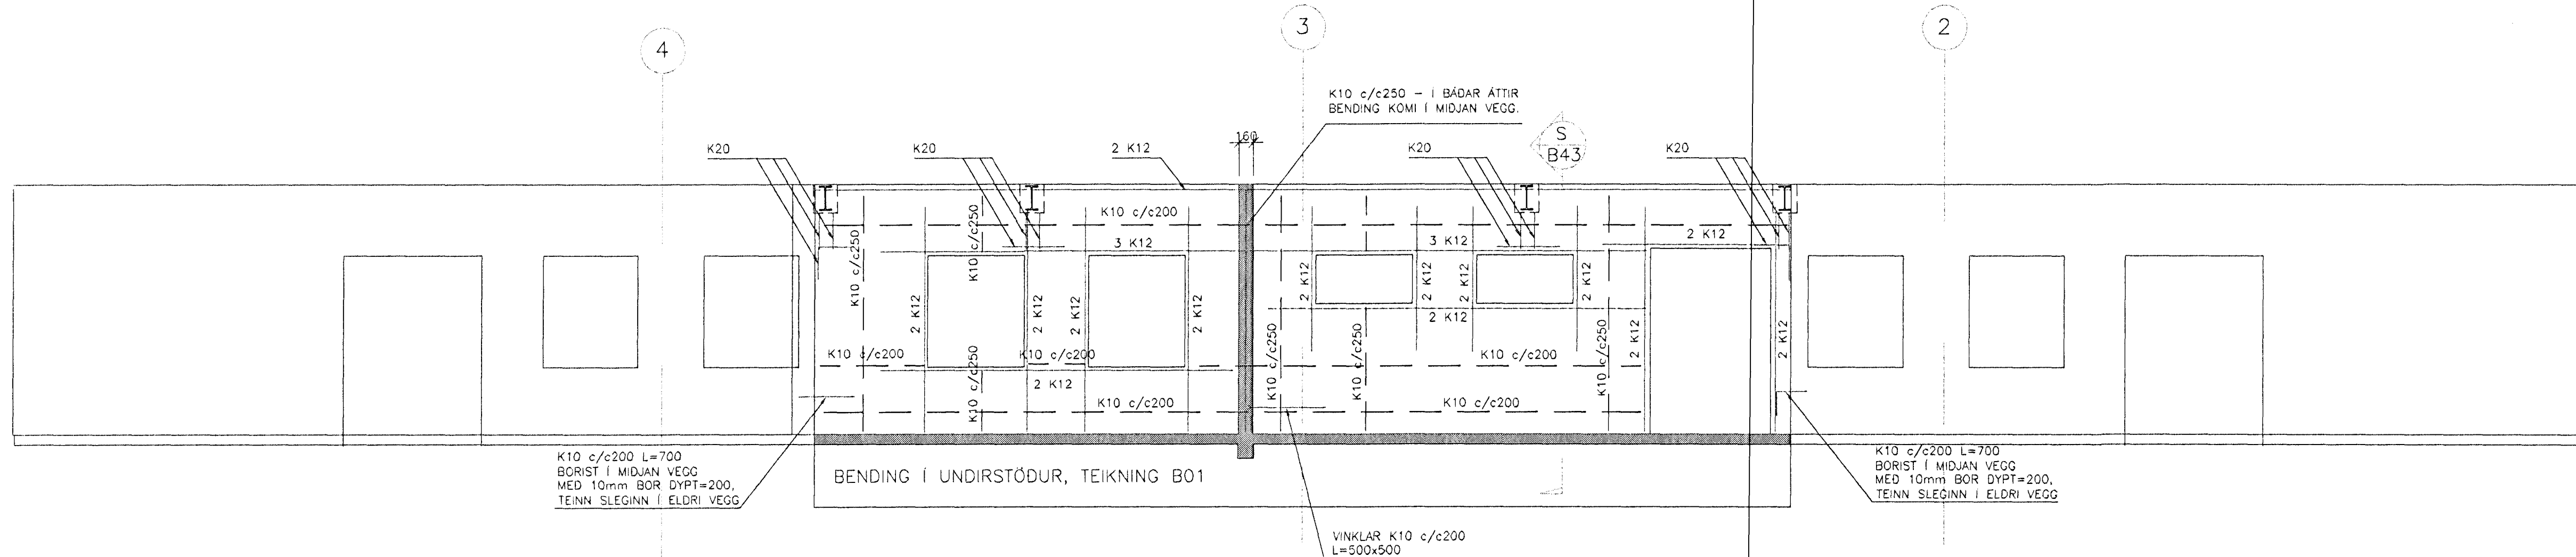 4
3
2
K10 c/c250 – Í BÁÐAR ÁTTIR
BENDING KOMI Í MIÐJAN VEGG.
S
B43
160
K20
K20
2 K12
K20
K20
K10 c/c250
K10 c/c250
K10 c/c200
3 K12
3 K12
2 K12
2 K12
2 K12
2 K12
2 K12
2 K12
2 K12
2 K12
2 K12
2 K12
K10 c/c250
K10 c/c250
K10 c/c250
2 K12
2 K12
K10 c/c200
K10 c/c250
K10 c/c200
2 K12
K10 c/c200
K10 c/c250
K10 c/c200
K10 c/c200
K10 c/c200 L=700
BORIST Í MIÐJAN VEGG
MEÐ 10mm BOR DÝPT=200,
TEINN SLEGINN Í ELDRI VEGG
BENDING Í UNDIRSTÖÐUR, TEIKNING B01
K10 c/c200 L=700
BORIST Í MIÐJAN VEGG
MEÐ 10mm BOR DÝPT=200,
TEINN SLEGINN Í ELDRI VEGG
VINKLAR K10 c/c200
L=500x500